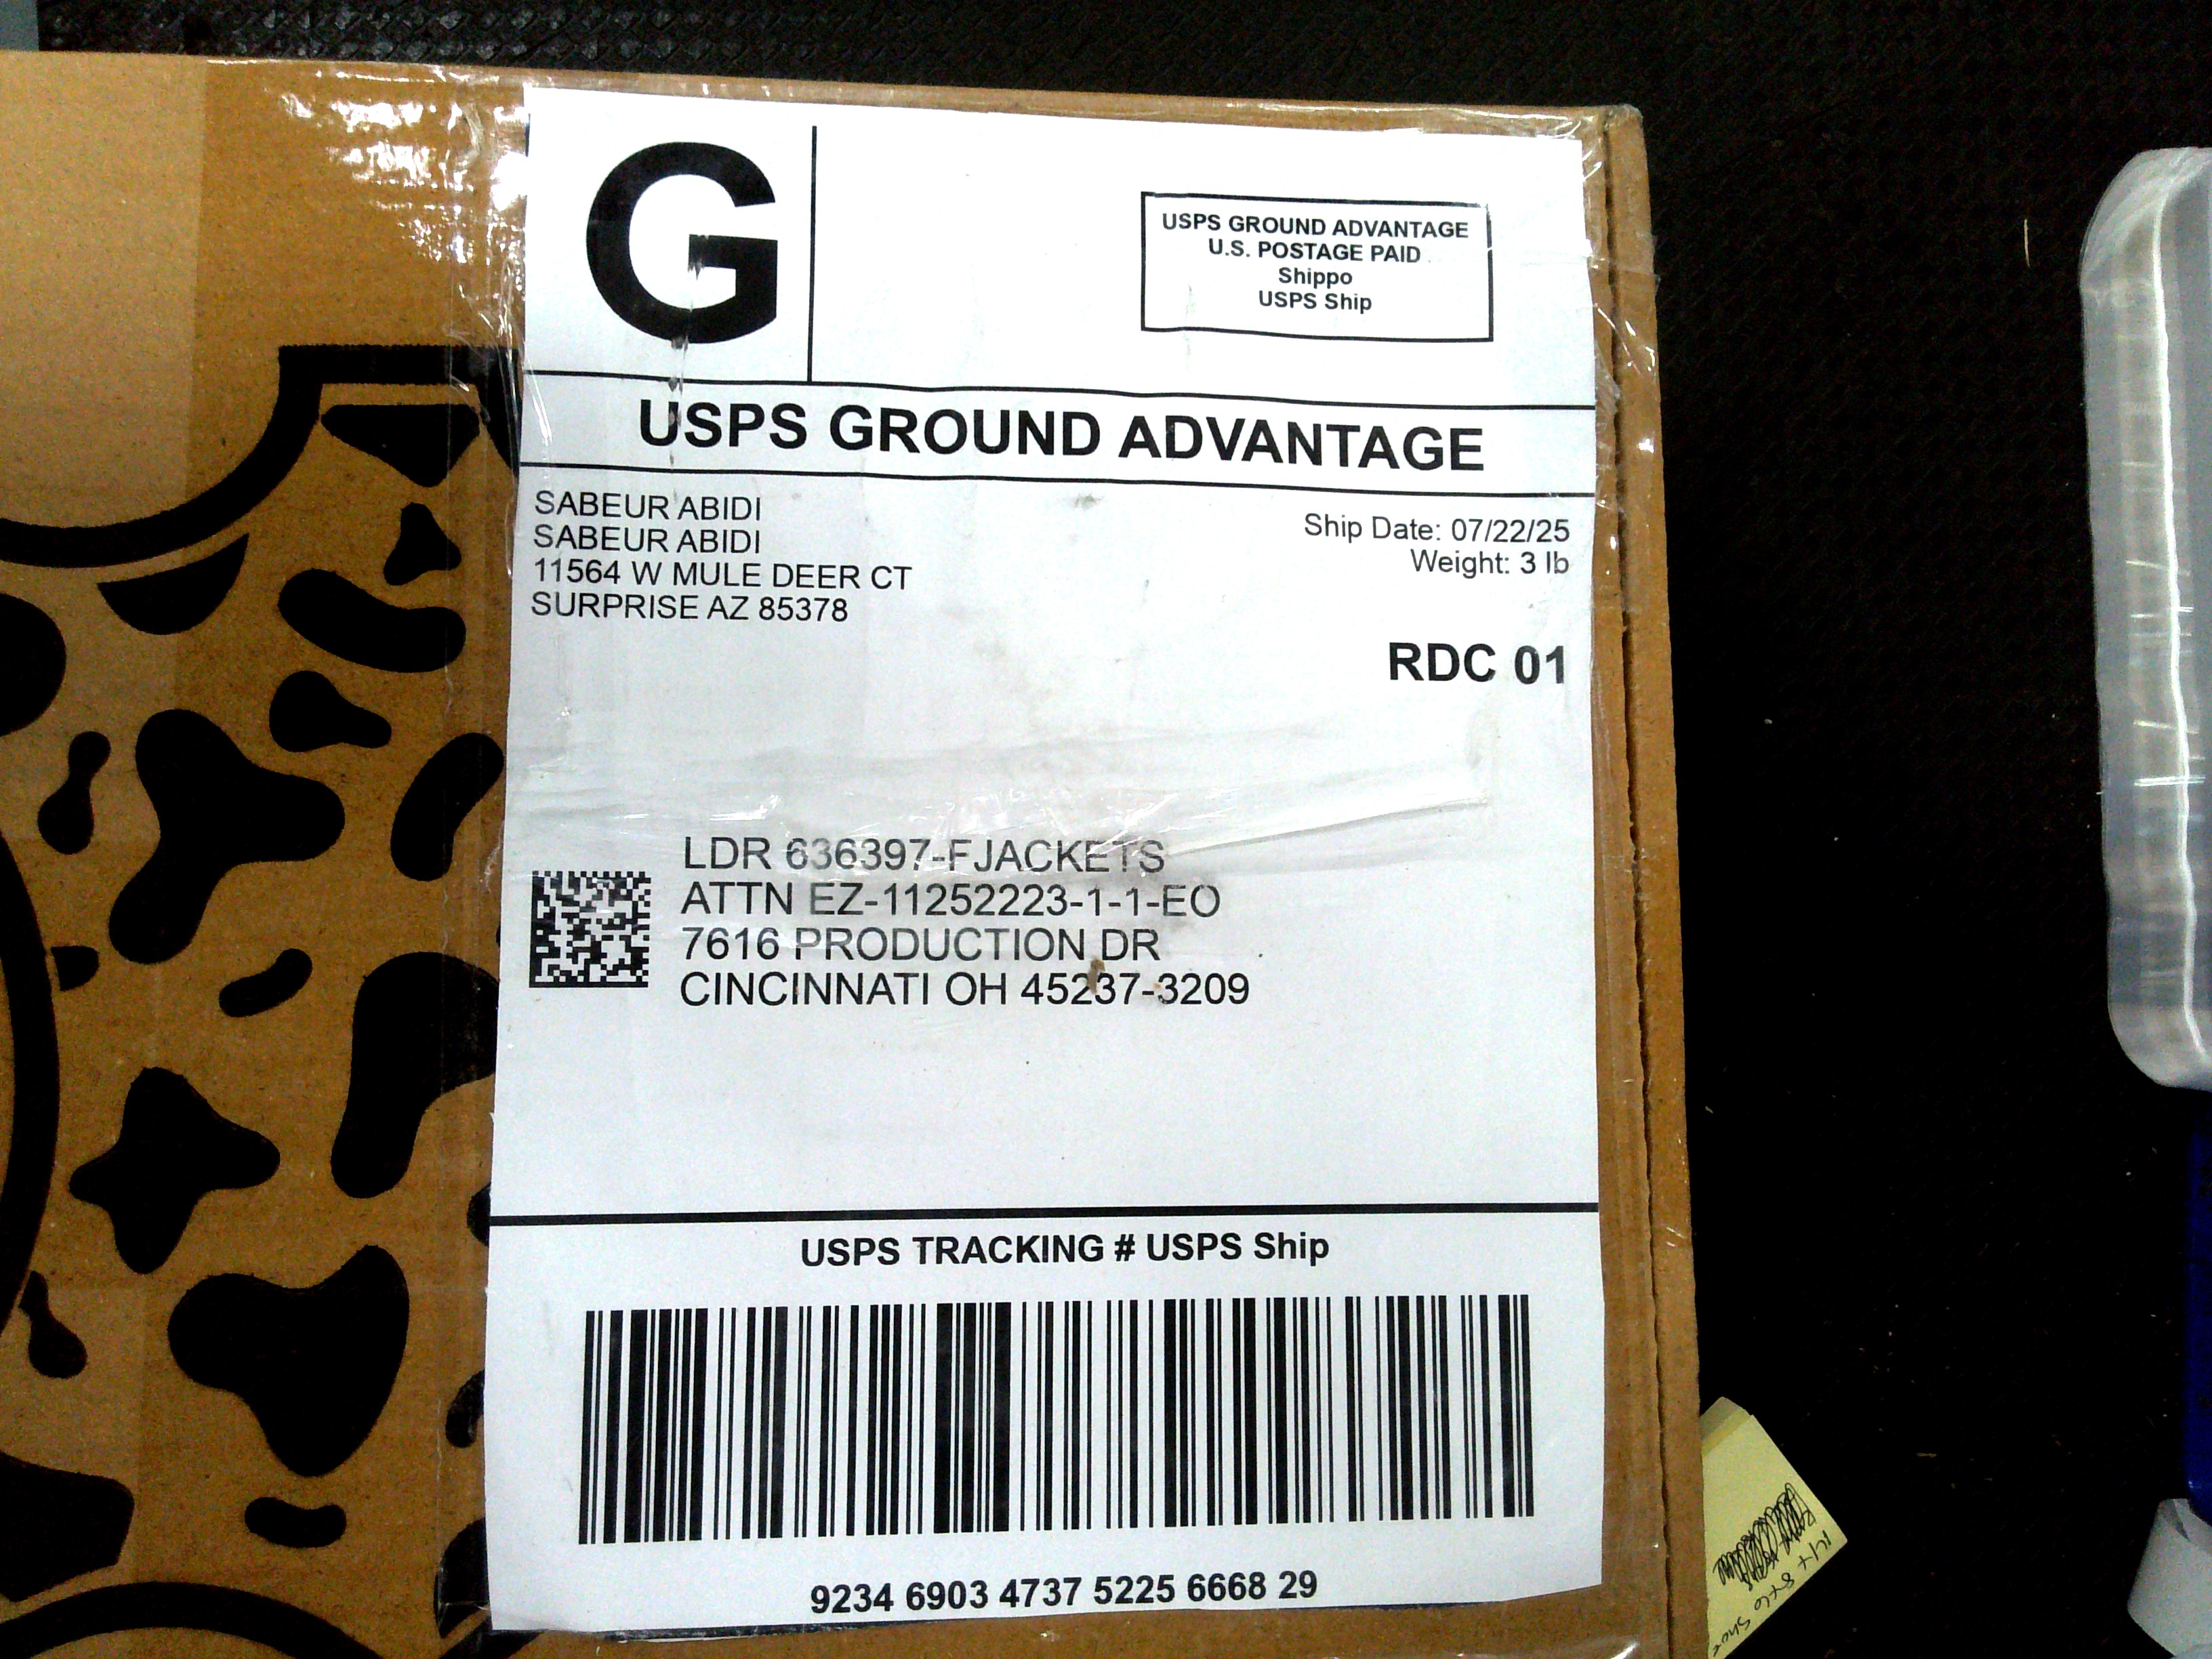 G
USPS GROUND ADVANTAGE
U.S. POSTAGE PAID
Shippo
USPS Ship
USPS GROUND ADVANTAGE
SABEUR ABIDI
SABEUR ABIDI
11564 W MULE DEER CT
SURPRISE AZ 85378
Ship Date: 07/22/25
Weight: 3 lb
RDC 01
LDR 636397-FJACKETS
ATTN EZ-11252223-1-1-EO
7616 PRODUCTION DR
CINCINNATI OH 45237-3209
USPS TRACKING # USPS Ship
9234 6903 4737 5225 6668 29